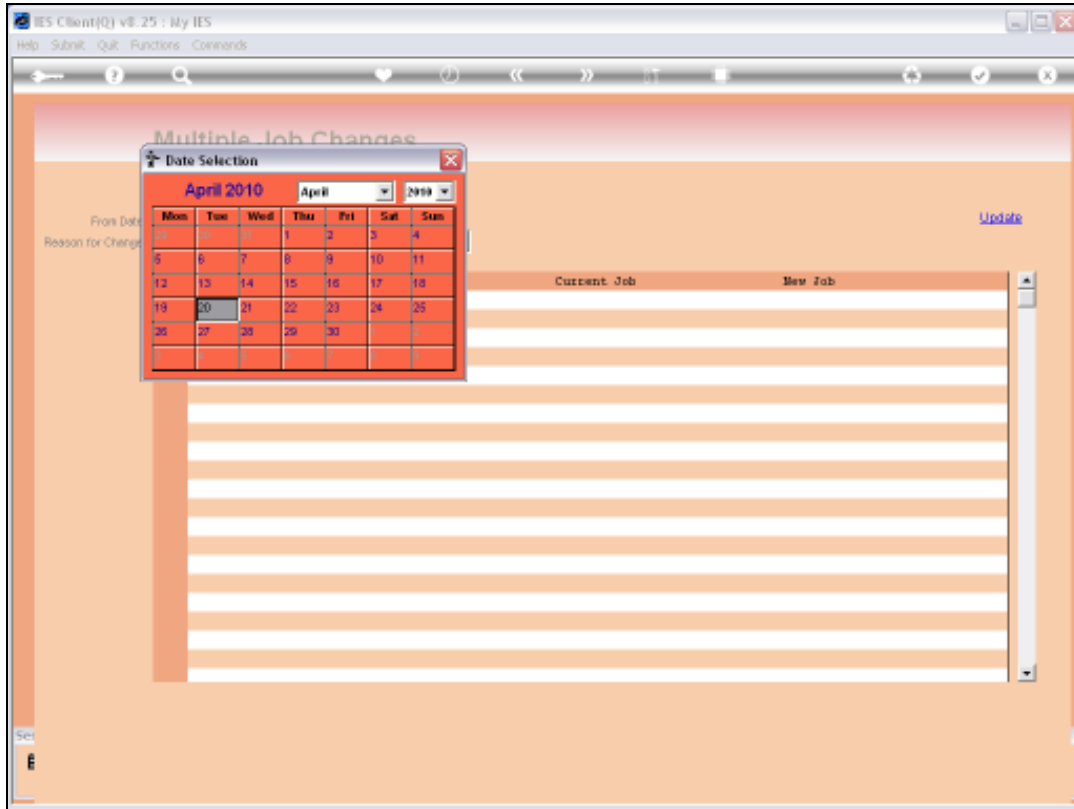 IES Client(Q) v8.25 : My IES
Help Submit Quit Functions Commands
Multiple Job Changes
Date Selection
April 2010 April 2010
Mon Tue Wed Thu Fri Sat Sun
1 2 3 4
5 6 7 8 9 10 11
12 13 14 15 16 17 18
19 20 21 22 23 24 25
26 27 28 29 30
From Date
Update
Reason for Change
Current Job New Job